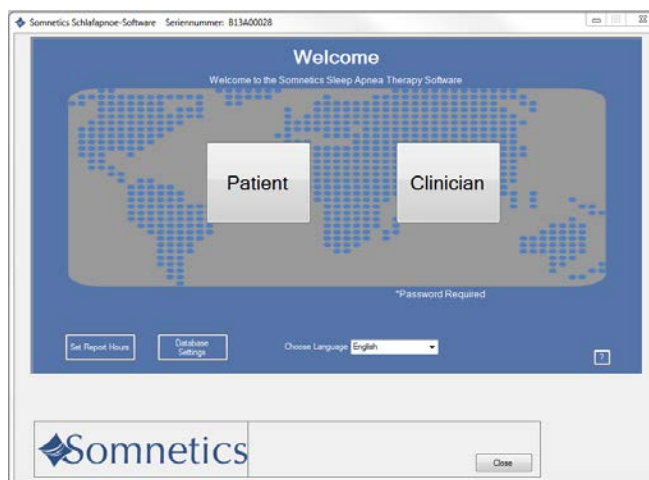 Somnetics Schlafapnoe-Software Seriennummer: B13A00028
Welcome
Welcome to the Somnetics Sleep Apnea Therapy Software
Patient
Clinician
*Password Required
Set Report Hours
Database
Settings
Choose Language English
?
Somnetics
Close